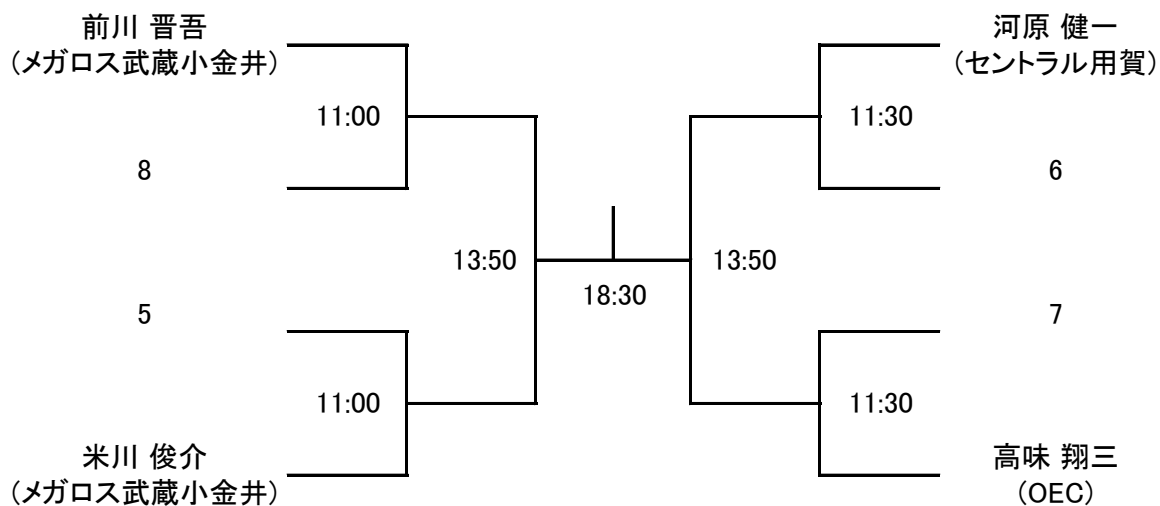 前川 晋吾
(メガロス武蔵小金井)
11:00
8
13:50
5
11:00
米川 俊介
(メガロス武蔵小金井)
18:30
河原 健一
(セントラル用賀)
11:30
6
13:50
7
11:30
高味 翔三
(OEC)